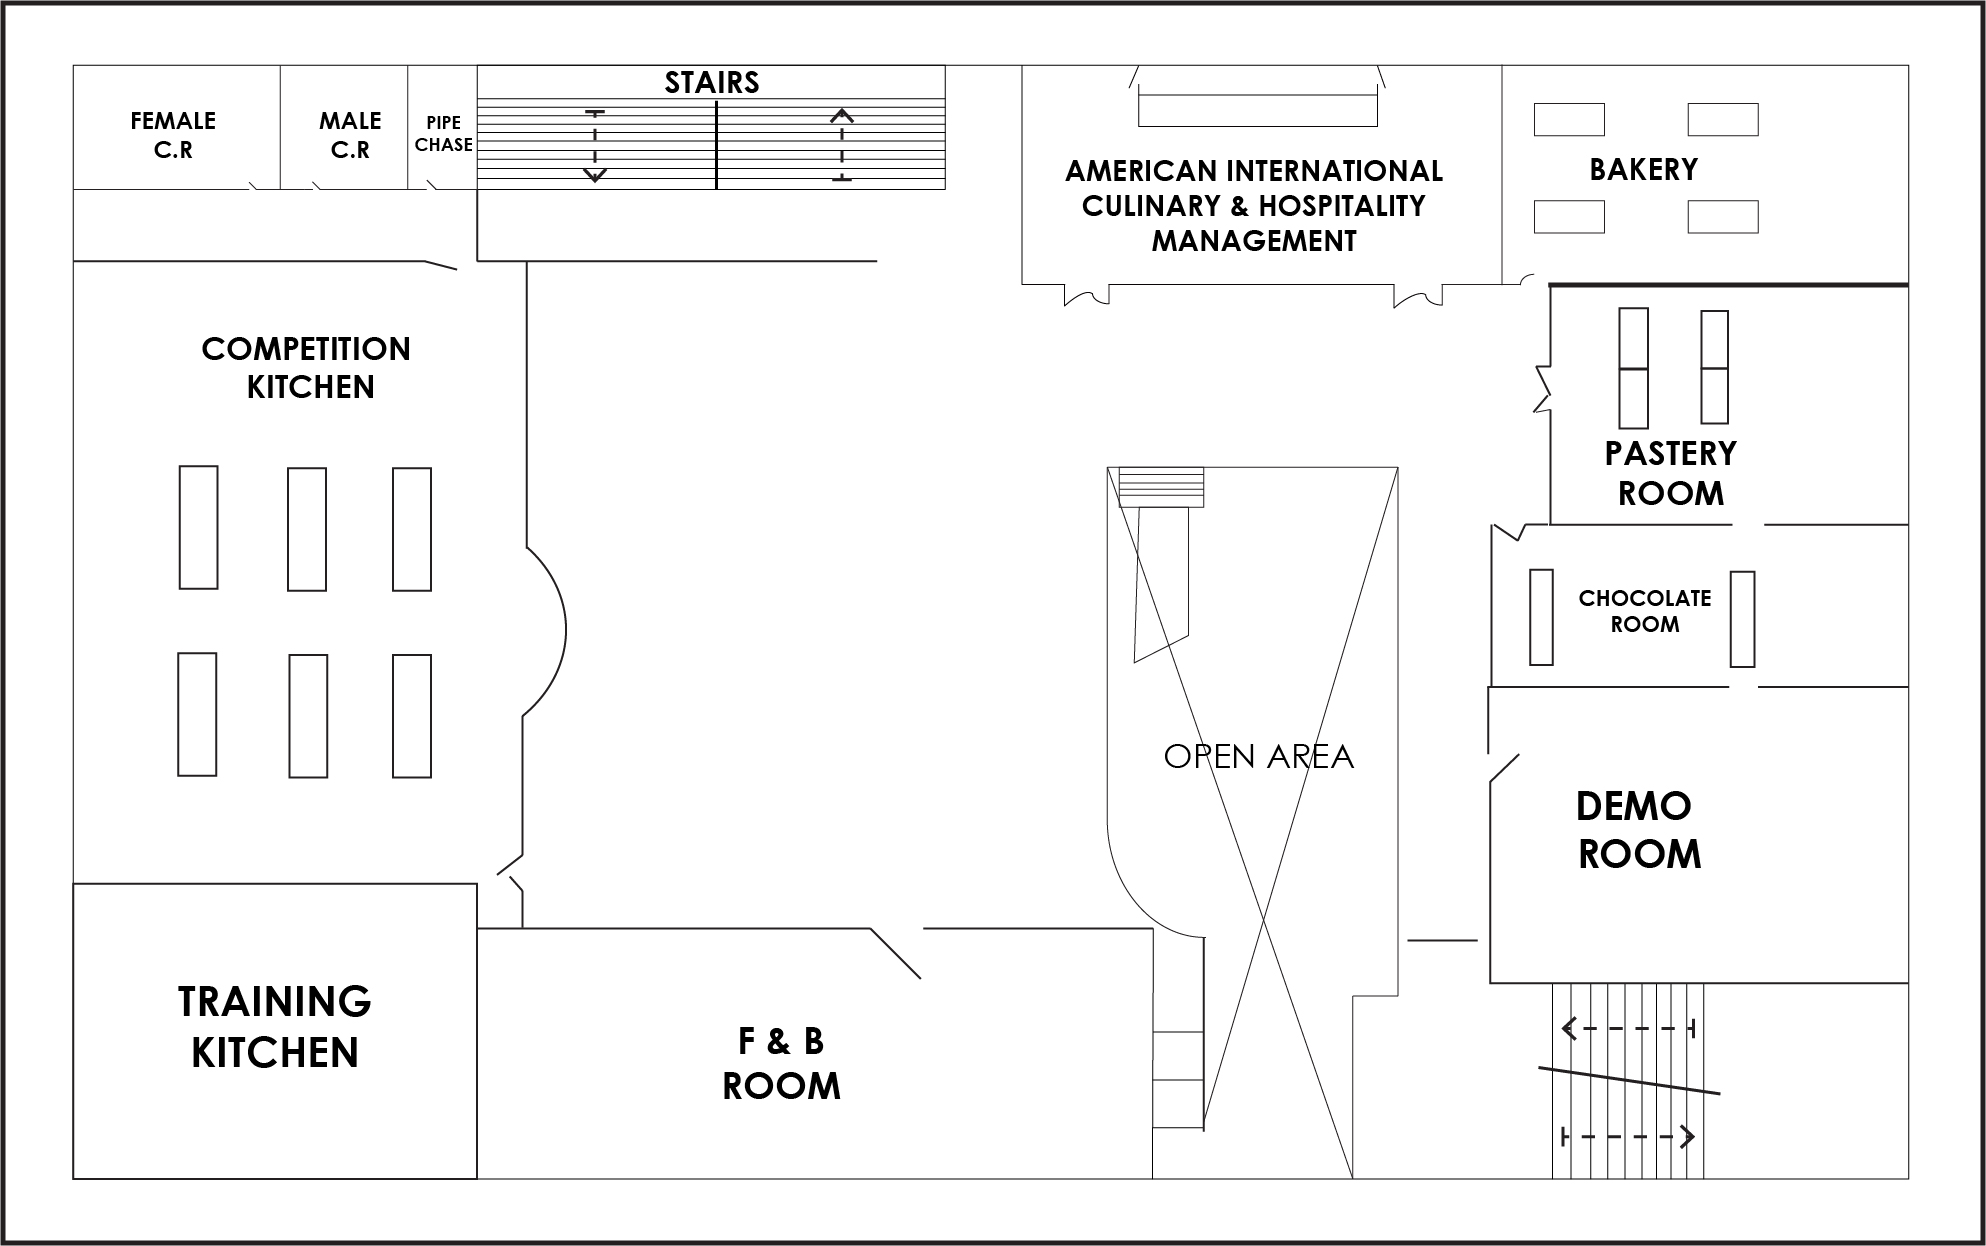 STAIRS
FEMALE
C.R
MALE
C.R
PIPE
CHASE
AMERICAN INTERNATIONAL
CULINARY & HOSPITALITY
MANAGEMENT
BAKERY
COMPETITION
KITCHEN
PASTERY
ROOM
CHOCOLATE
ROOM
OPEN AREA
DEMO
ROOM
TRAINING
KITCHEN
F & B
ROOM